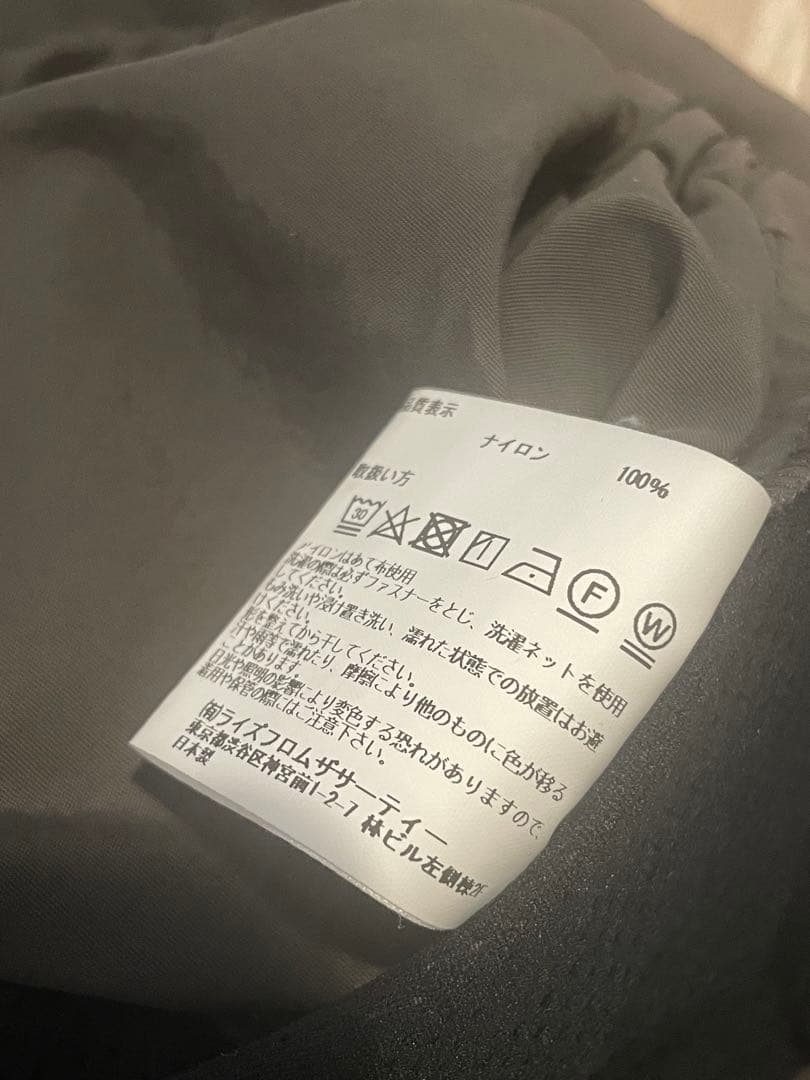 品質表示
ナイロン 100%
取扱い方
30 F W
アイロンはあて布使用
洗濯の際は必ずファスナーをとじ、洗濯ネットを使用
してください。
もみ洗いや浸け置き洗い、濡れた状態での放置はお避
けください。
形を整えてから干してください。
汗や雨等で濡れたり、摩擦により他のものに色が移る
ことがあります。
日光や照明の影響により変色する恐れがありますので、
着用や保管の際にはご注意下さい。
(有)ライズフロムザサーティー
東京都渋谷区神宮前1-2-7 林ビル左側棟2F
日本製